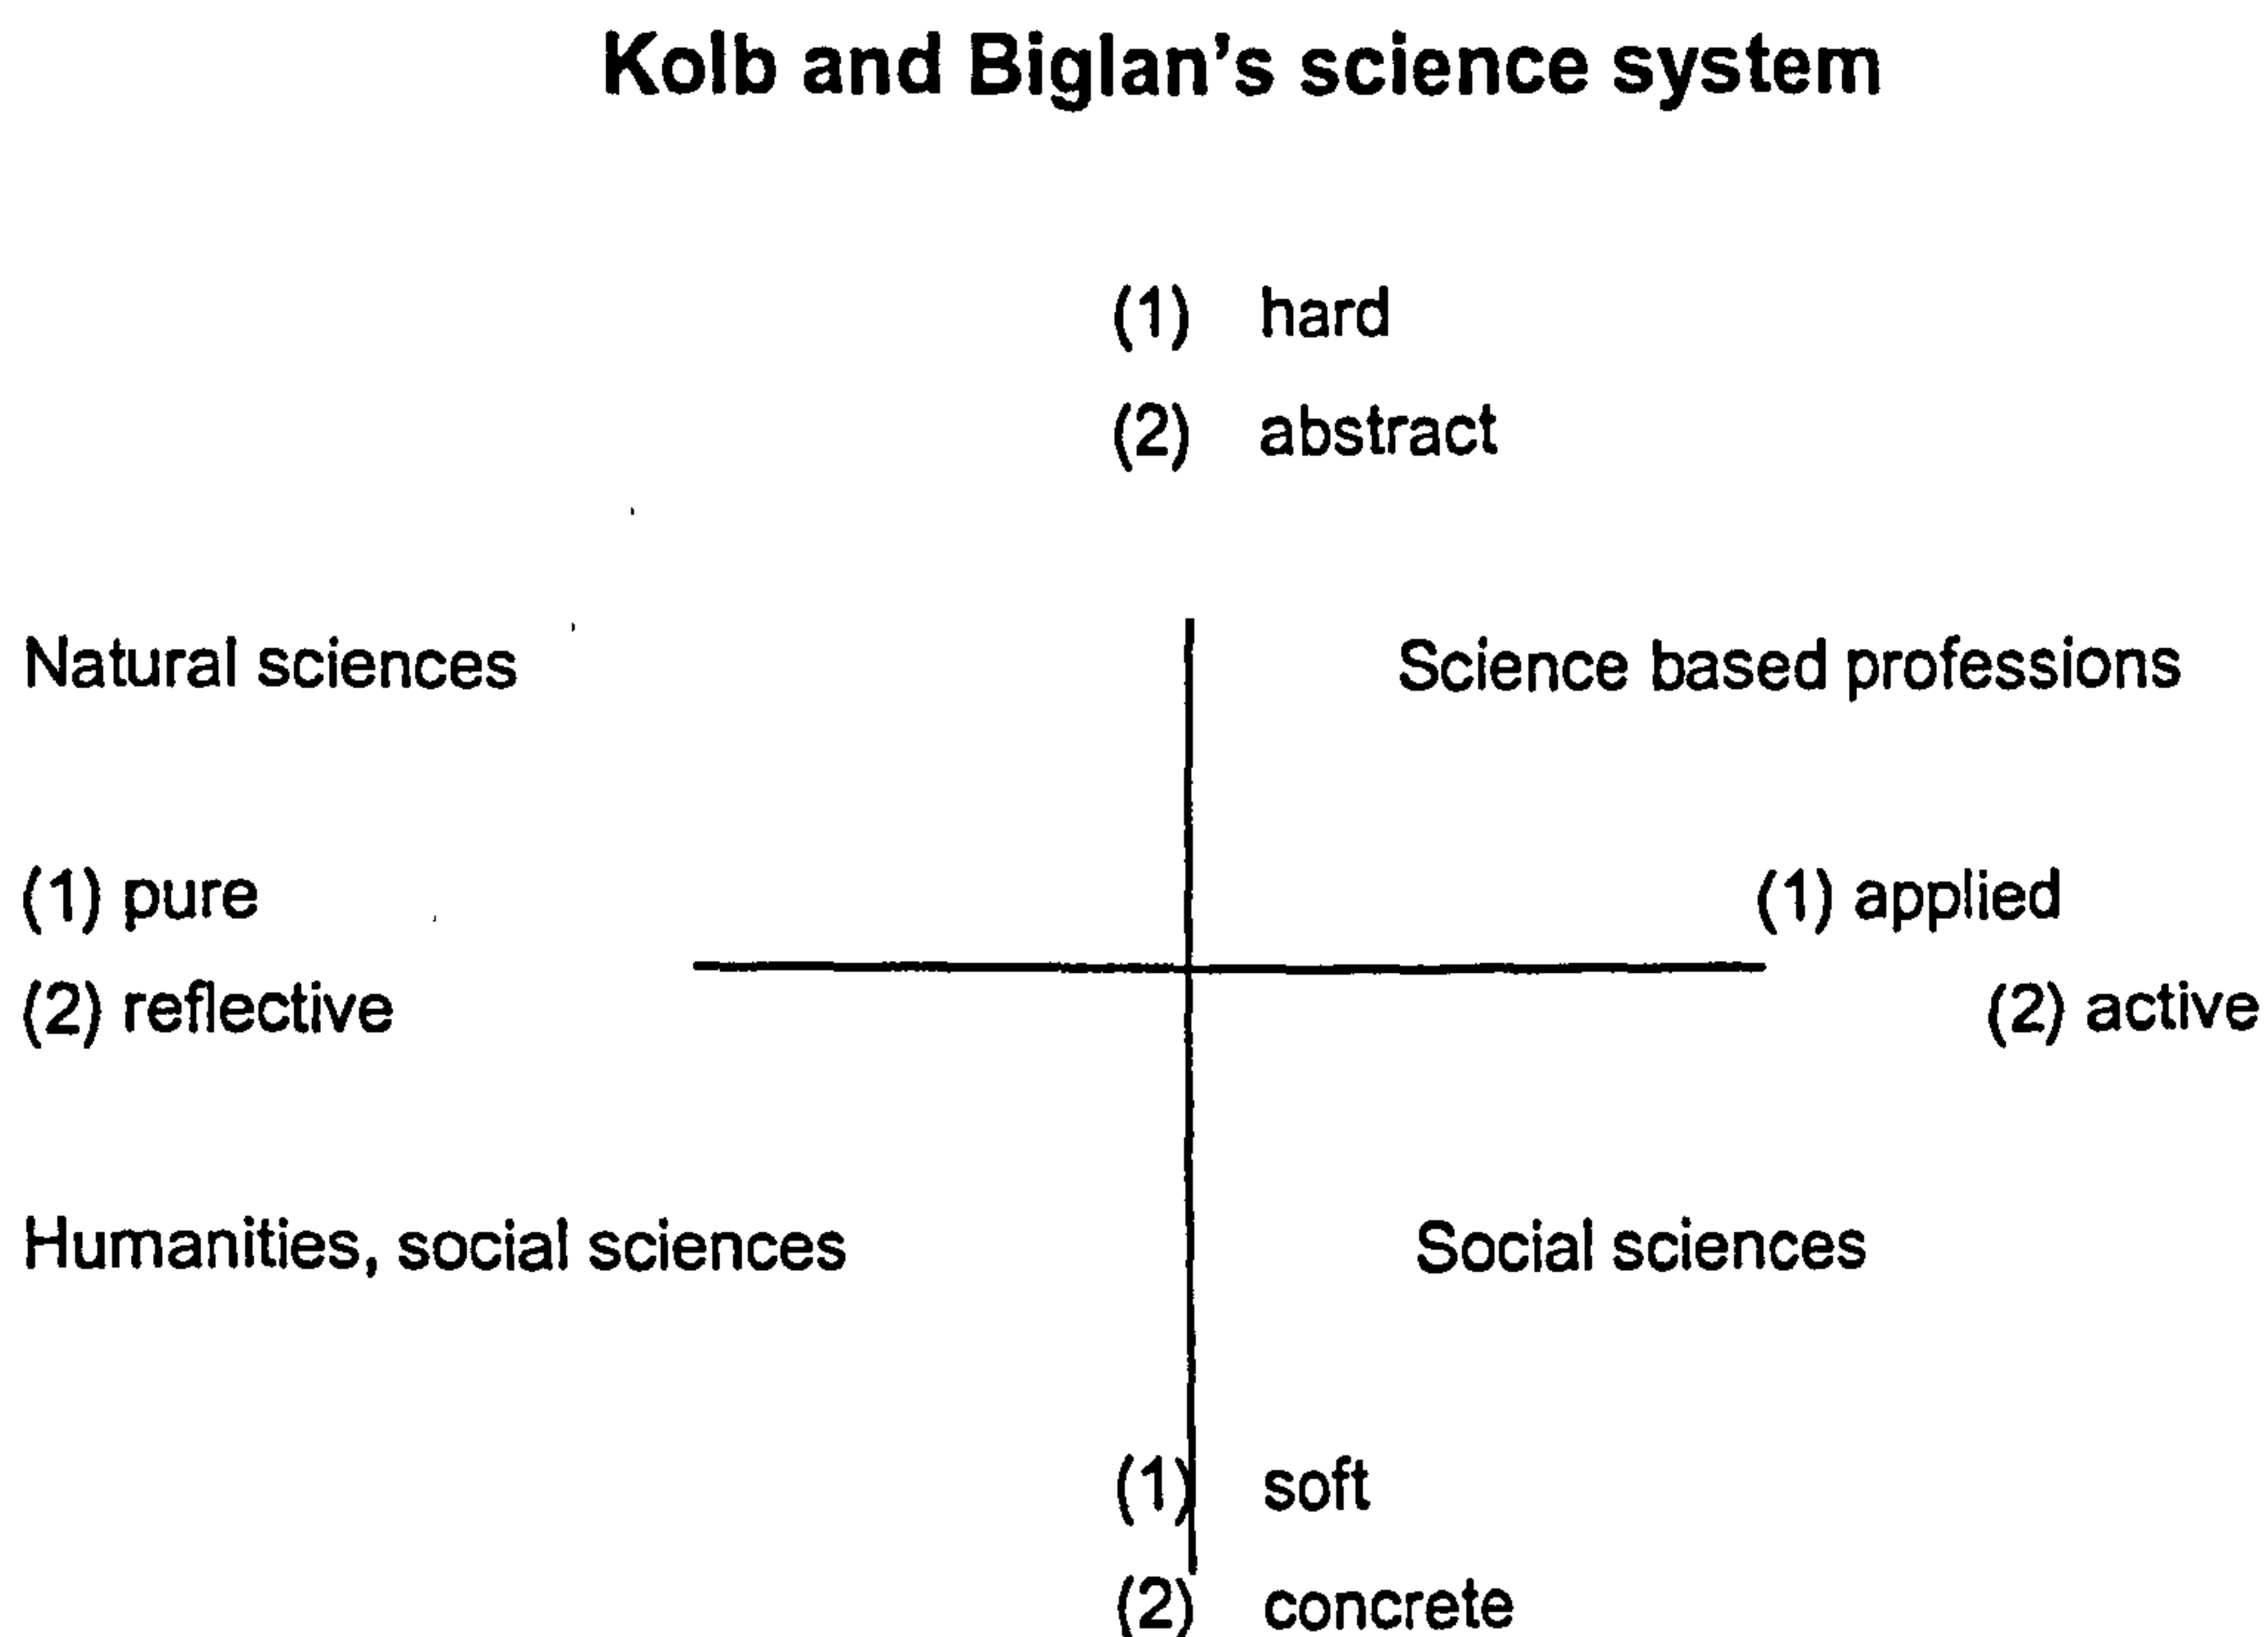 Kolb and Biglan's science system
(1) hard
(2) abstract
Natural sciences
Science based professions
(1) pure
(1) applied
(2) reflective
(2) active
Humanities, social sciences
Social sciences
(1) soft
(2) concrete